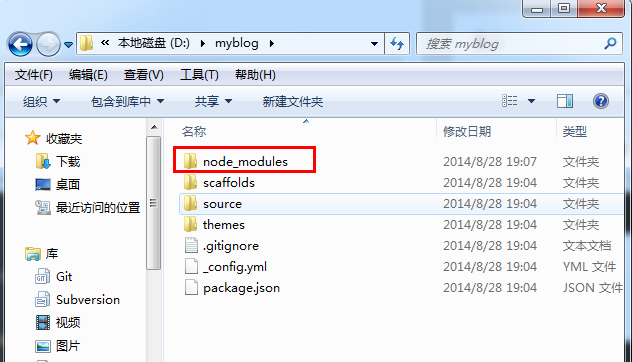 « 本地磁盘 (D:) ▸ myblog ▸
搜索 myblog
文件(F) 编辑(E) 查看(V) 工具(T) 帮助(H)
组织 包含到库中 共享 新建文件夹
收藏夹
下载
桌面
最近访问的位置
库
Git
Subversion
视频
图片
名称 修改日期 类型
node_modules 2014/8/28 19:07 文件夹
scaffolds 2014/8/28 19:04 文件夹
source 2014/8/28 19:04 文件夹
themes 2014/8/28 19:04 文件夹
.gitignore 2014/8/28 19:04 文本文档
_config.yml 2014/8/28 19:04 YML 文件
package.json 2014/8/28 19:04 JSON 文件